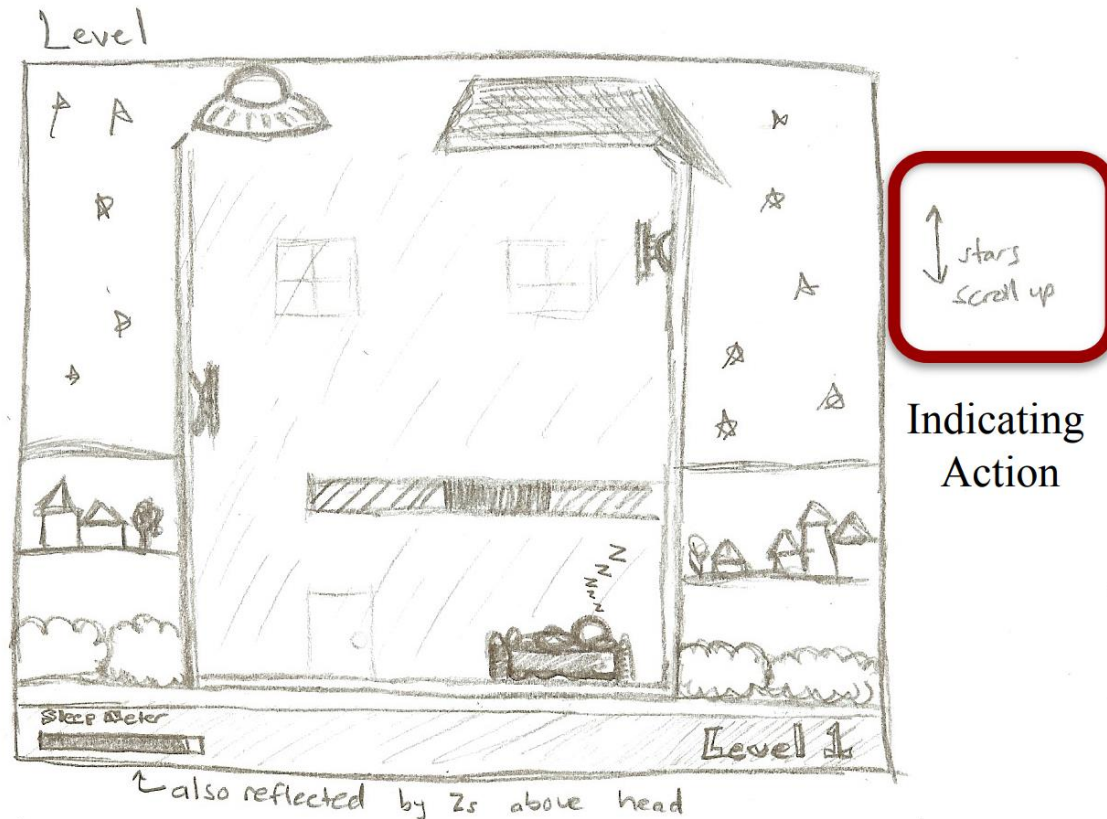 Level
stars
scroll up
Indicating
Action
Z
Z
Z
Z
Z
Sleep Meter
Level 1
also reflected by Zs above head